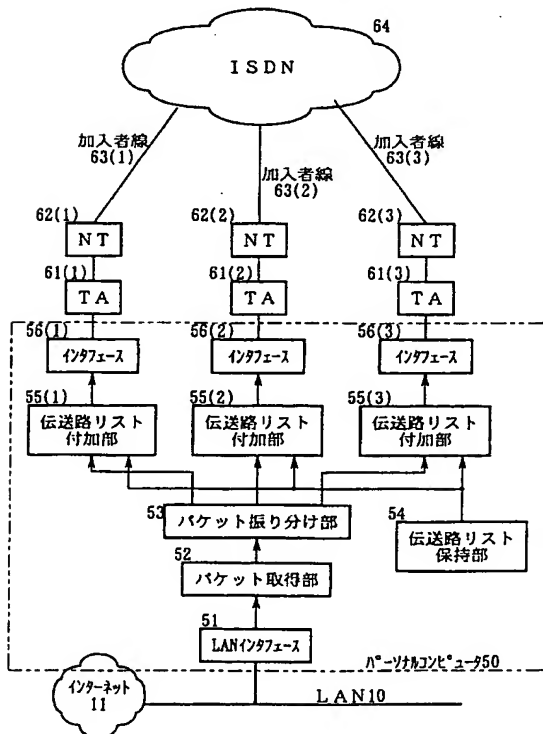 64
ISDN
加入者線
63(1)
加入者線
63(2)
加入者線
63(3)
62(1)
NT
62(2)
NT
62(3)
NT
61(1)
TA
61(2)
TA
61(3)
TA
56(1)
インタフェース
56(2)
インタフェース
56(3)
インタフェース
55(1)
伝送路リスト
付加部
55(2)
伝送路リスト
付加部
55(3)
伝送路リスト
付加部
53
パケット振り分け部
54
伝送路リスト
保持部
52
パケット取得部
51
LANインタフェース
パーソナルコンピュータ50
インターネット
11
LAN10